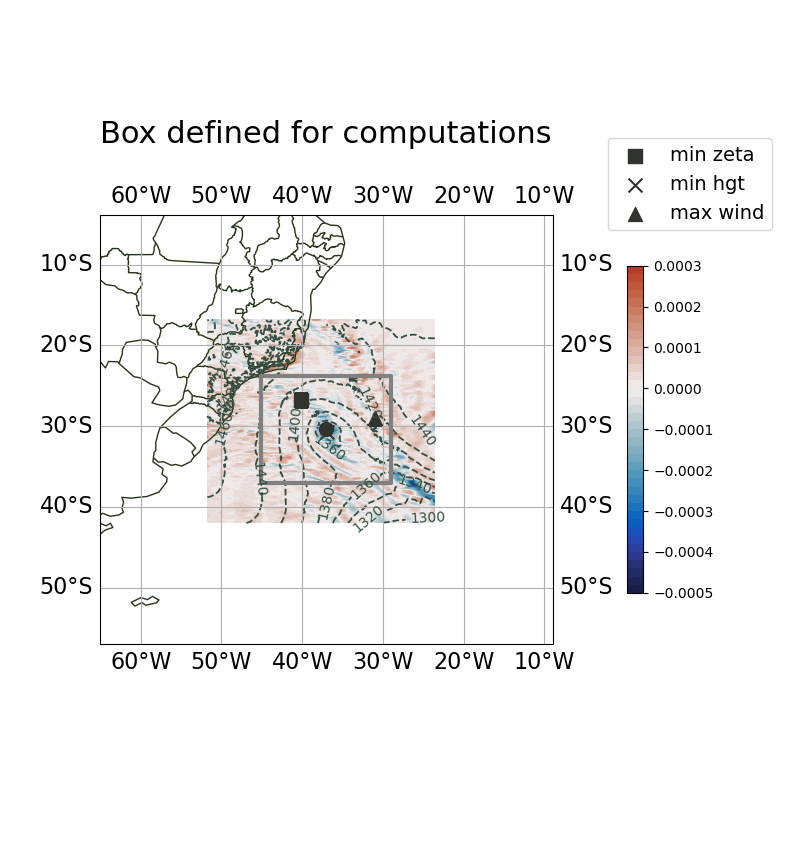 Box defined for computations
min zeta
min hgt
max wind
60°W 50°W 40°W 30°W 20°W 10°W
10°S 10°S
20°S 20°S
30°S 30°S
40°S 40°S
50°S 50°S
60°W 50°W 40°W 30°W 20°W 10°W
0.0003
0.0002
0.0001
0.0000
−0.0001
−0.0002
−0.0003
−0.0004
−0.0005
1400
1440
1360
1360
1380
1320
1300